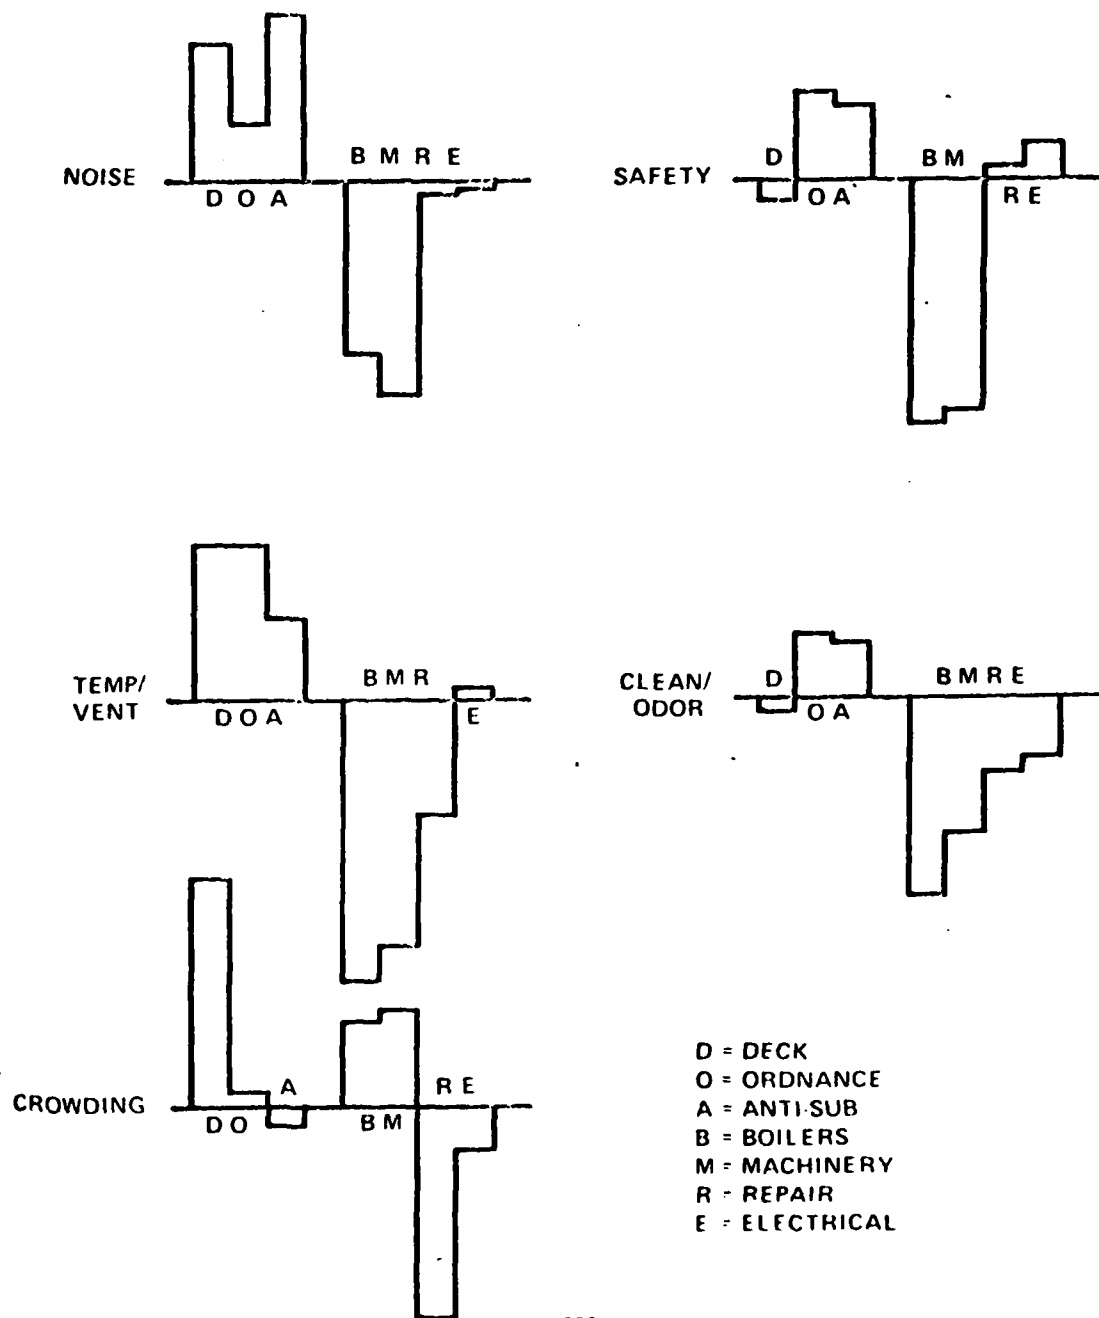 NOISE
B M R E
D O A
SAFETY
D
B M
O A
R E
TEMP/
VENT
B M R
D O A
E
CLEAN/
ODOR
D
B M R E
O A
CROWDING
A
R E
D O
B M
D = DECK
O = ORDNANCE
A = ANTI-SUB
B = BOILERS
M = MACHINERY
R = REPAIR
E = ELECTRICAL